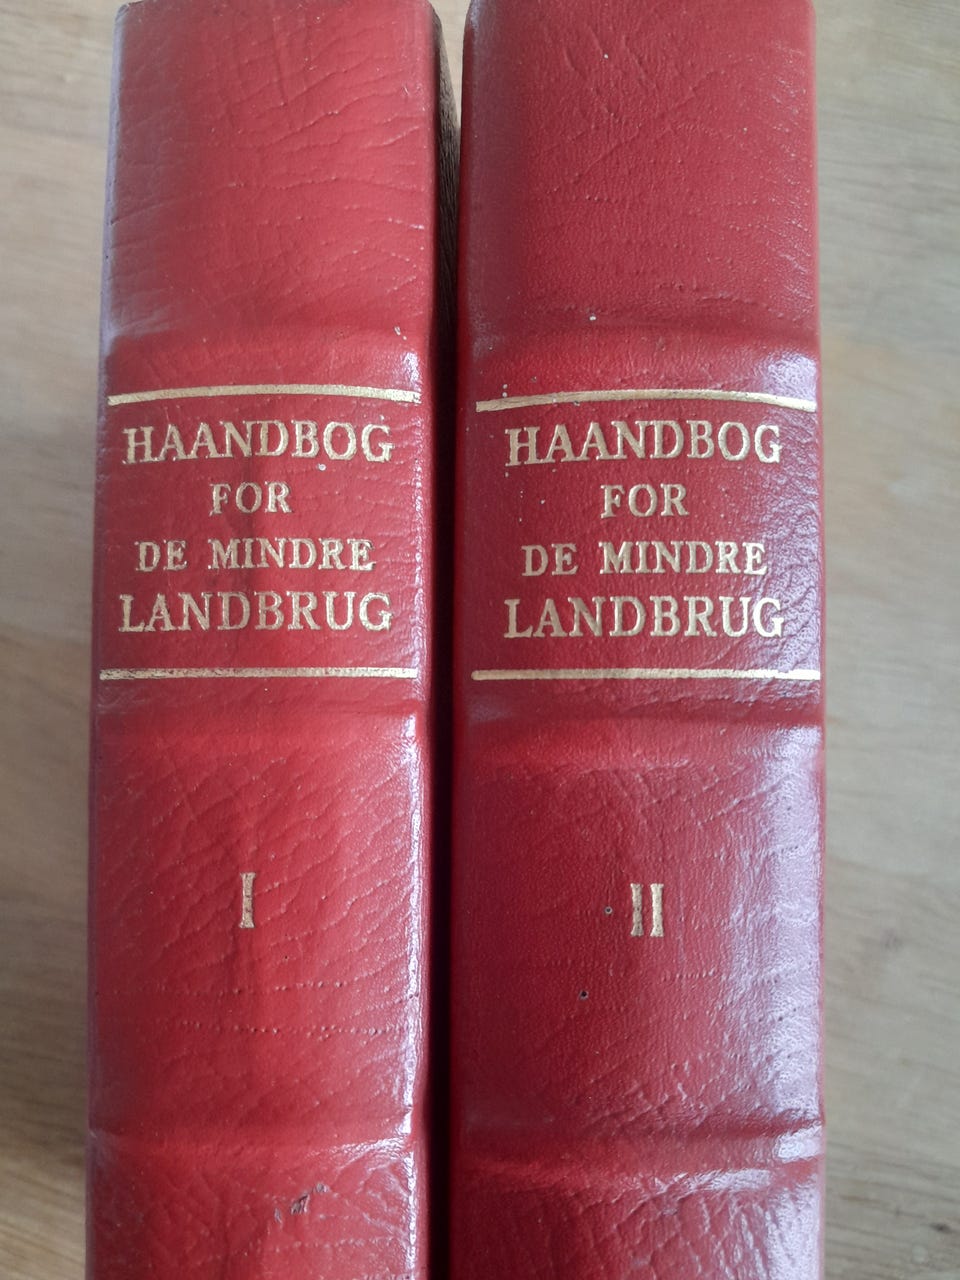 HAANDBOG
FOR
DE MINDRE
LANDBRUG
I
HAANDBOG
FOR
DE MINDRE
LANDBRUG
II